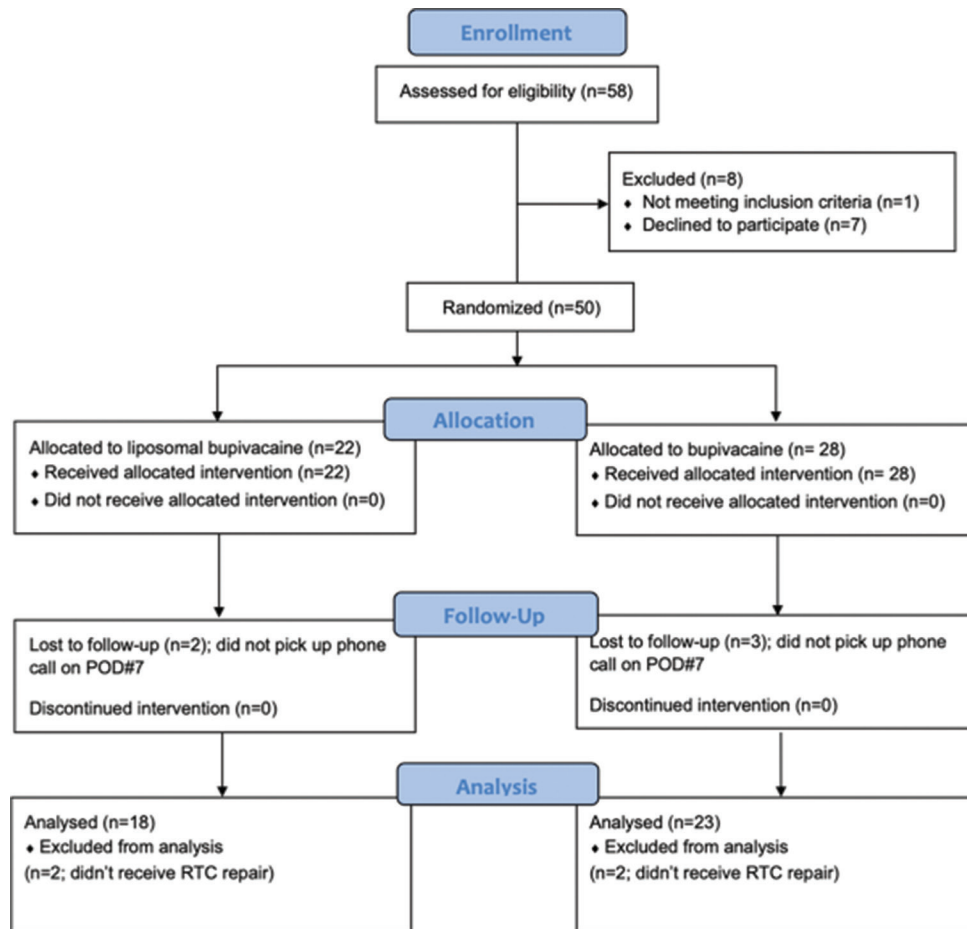 Enrollment
Assessed for eligibility (n=58)
Excluded (n=8)
♦ Not meeting inclusion criteria (n=1)
♦ Declined to participate (n=7)
Randomized (n=50)
Allocation
Allocated to liposomal bupivacaine (n=22)
♦ Received allocated intervention (n=22)
♦ Did not receive allocated intervention (n=0)
Allocated to bupivacaine (n= 28)
♦ Received allocated intervention (n= 28)
♦ Did not receive allocated intervention (n=0)
Follow-Up
Lost to follow-up (n=2); did not pick up phone
call on POD#7
Discontinued intervention (n=0)
Lost to follow-up (n=3); did not pick up phone
call on POD#7
Discontinued intervention (n=0)
Analysis
Analysed (n=18)
♦ Excluded from analysis
(n=2; didn't receive RTC repair)
Analysed (n=23)
♦ Excluded from analysis
(n=2; didn't receive RTC repair)